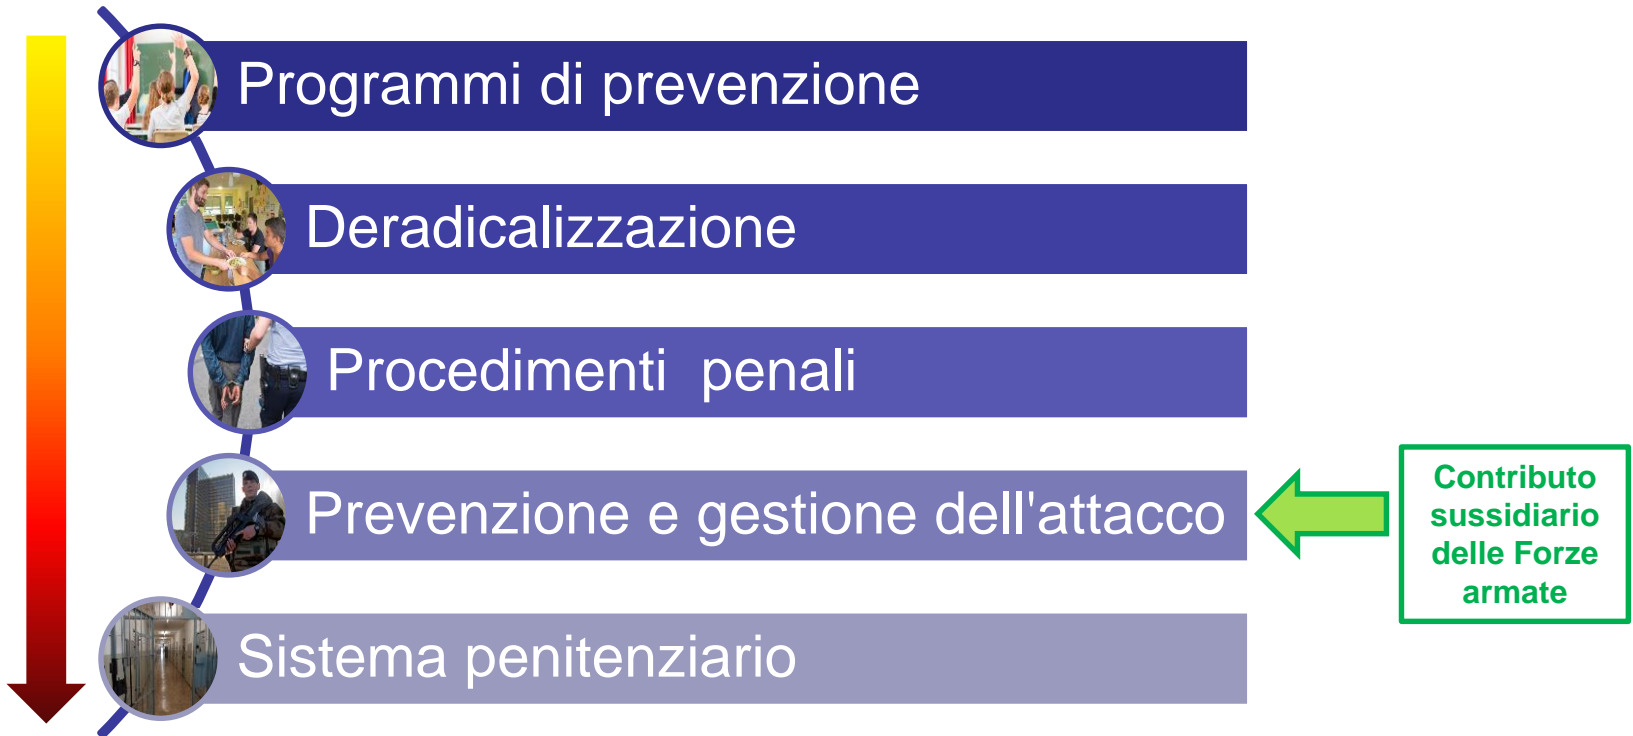 Programmi di prevenzione
Deradicalizzazione
Procedimenti  penali
Prevenzione e gestione dell'attacco
Contributo
sussidiario
delle Forze
armate
Sistema penitenziario